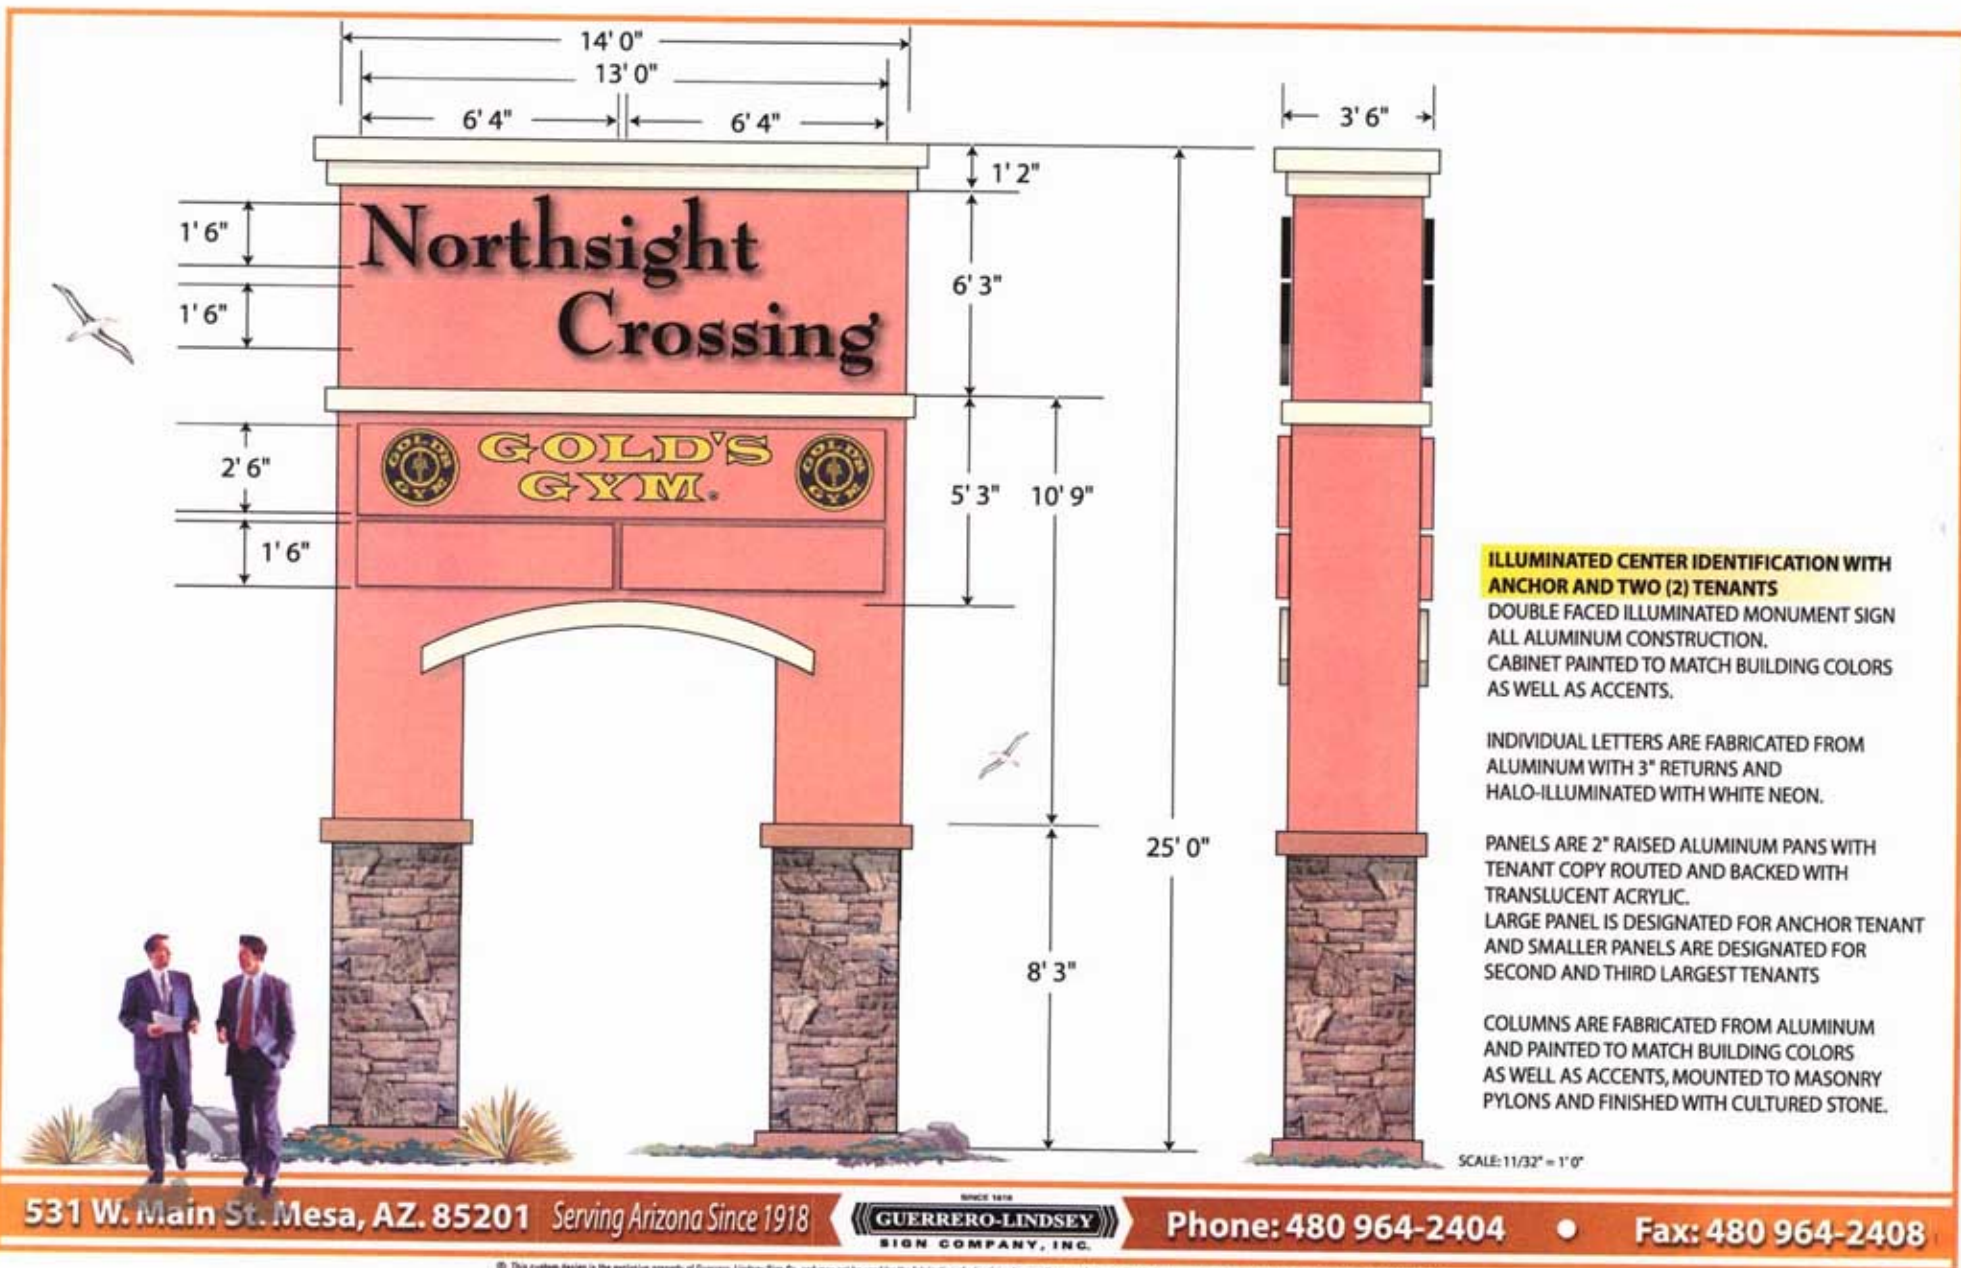 14' 0"
13' 0"
6' 4" 6' 4"
3' 6"
1' 2"
1' 6"
Northsight
6' 3"
1' 6"
Crossing
GOLD'S GYM
GOLD'S
GYM®
GOLD'S GYM
2' 6"
5' 3" 10' 9"
1' 6"
25' 0"
8' 3"
ILLUMINATED CENTER IDENTIFICATION WITH
ANCHOR AND TWO (2) TENANTS
DOUBLE FACED ILLUMINATED MONUMENT SIGN
ALL ALUMINUM CONSTRUCTION.
CABINET PAINTED TO MATCH BUILDING COLORS
AS WELL AS ACCENTS.
INDIVIDUAL LETTERS ARE FABRICATED FROM
ALUMINUM WITH 3" RETURNS AND
HALO-ILLUMINATED WITH WHITE NEON.
PANELS ARE 2" RAISED ALUMINUM PANS WITH
TENANT COPY ROUTED AND BACKED WITH
TRANSLUCENT ACRYLIC.
LARGE PANEL IS DESIGNATED FOR ANCHOR TENANT
AND SMALLER PANELS ARE DESIGNATED FOR
SECOND AND THIRD LARGEST TENANTS
COLUMNS ARE FABRICATED FROM ALUMINUM
AND PAINTED TO MATCH BUILDING COLORS
AS WELL AS ACCENTS, MOUNTED TO MASONRY
PYLONS AND FINISHED WITH CULTURED STONE.
SCALE: 11/32" = 1' 0"
531 W. Main St. Mesa, AZ. 85201 Serving Arizona Since 1918
SINCE 1918
GUERRERO-LINDSEY
SIGN COMPANY, INC.
Phone: 480 964-2404 • Fax: 480 964-2408